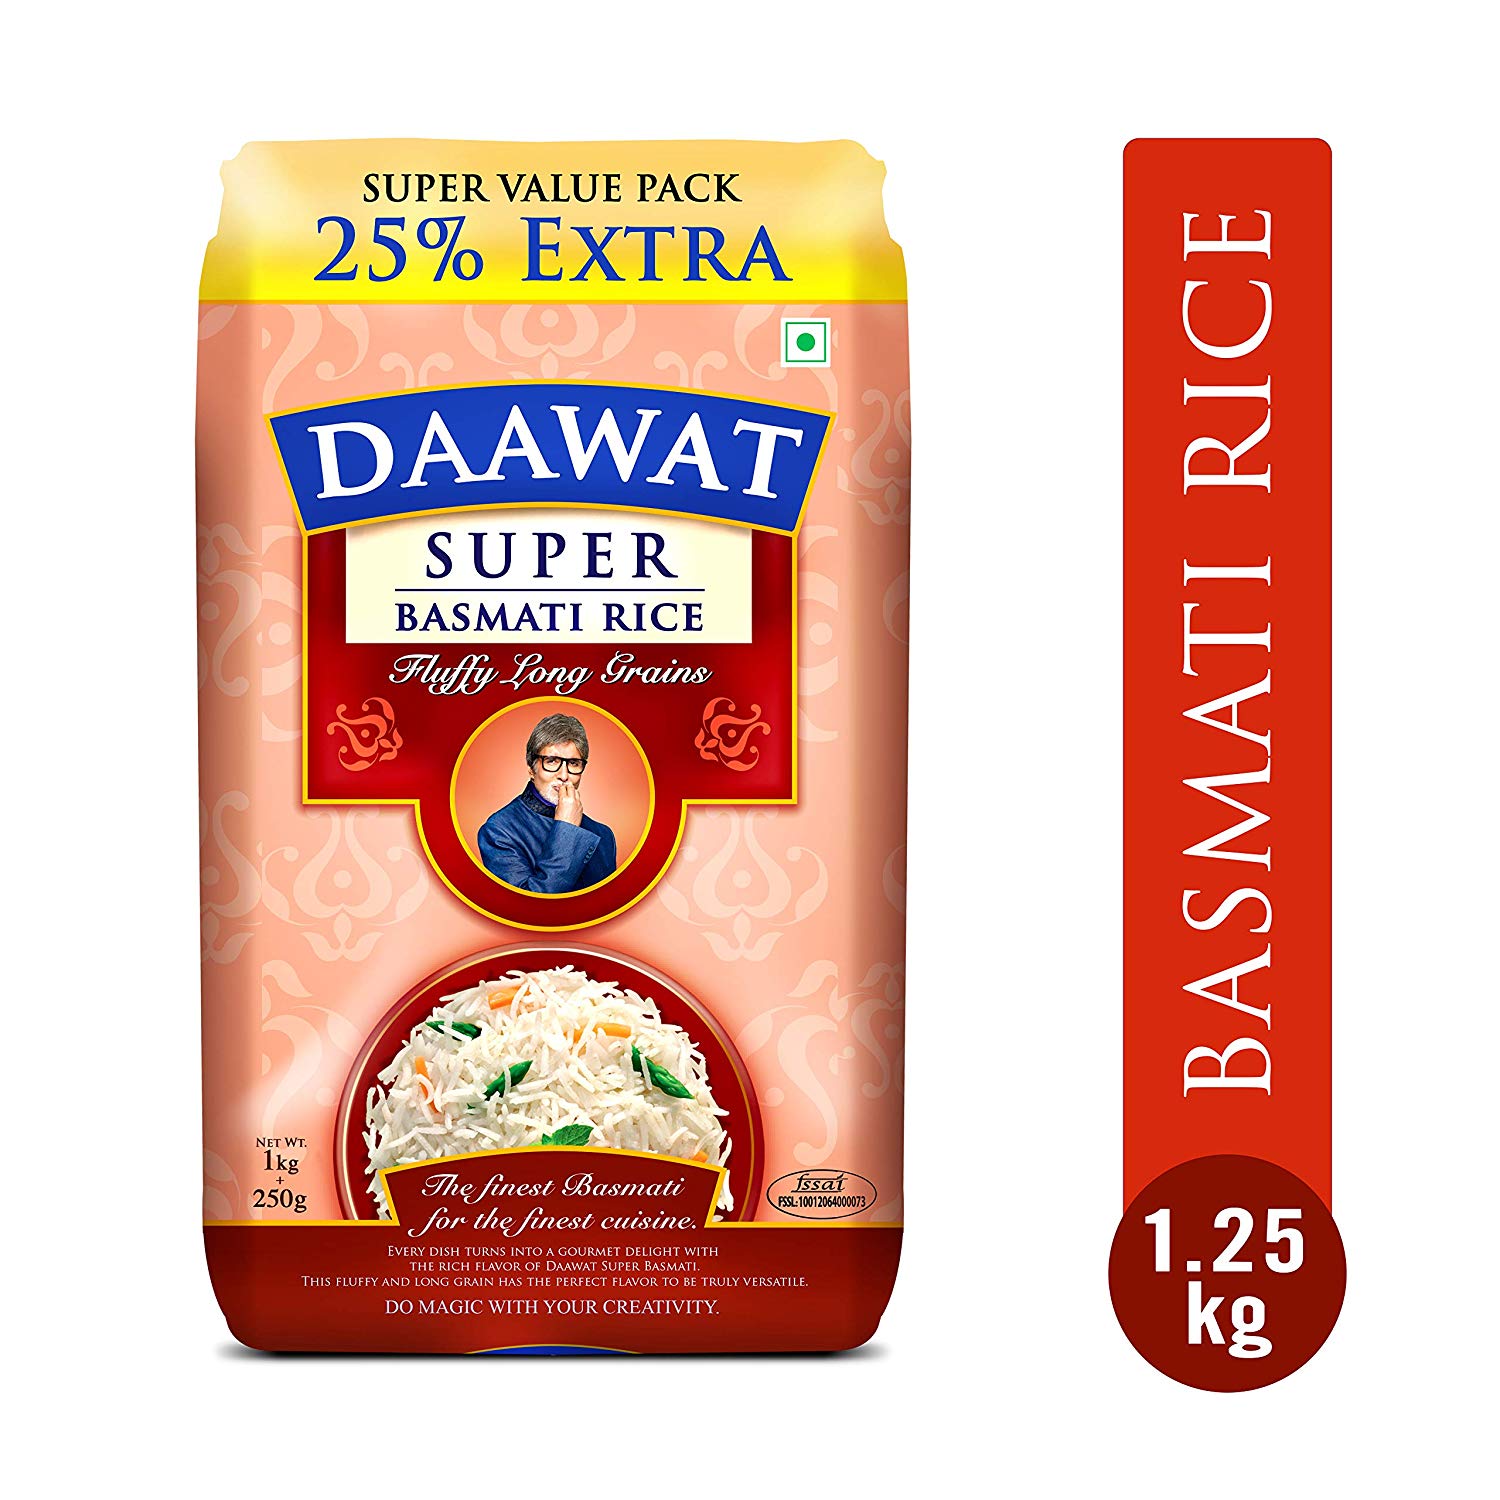 SUPER VALUE PACK
25% EXTRA
DAAWAT
SUPER
BASMATI RICE
Fluffy Long Grains
NET WT.
1kg
+
250g
The finest Basmati
for the finest cuisine.
fssai
FSSL:10012064000073
EVERY DISH TURNS INTO A GOURMET DELIGHT WITH
THE RICH FLAVOR OF DAAWAT SUPER BASMATI.
THIS FLUFFY AND LONG GRAIN HAS THE PERFECT FLAVOR TO BE TRULY VERSATILE.
DO MAGIC WITH YOUR CREATIVITY.
BASMATI RICE
1.25
kg